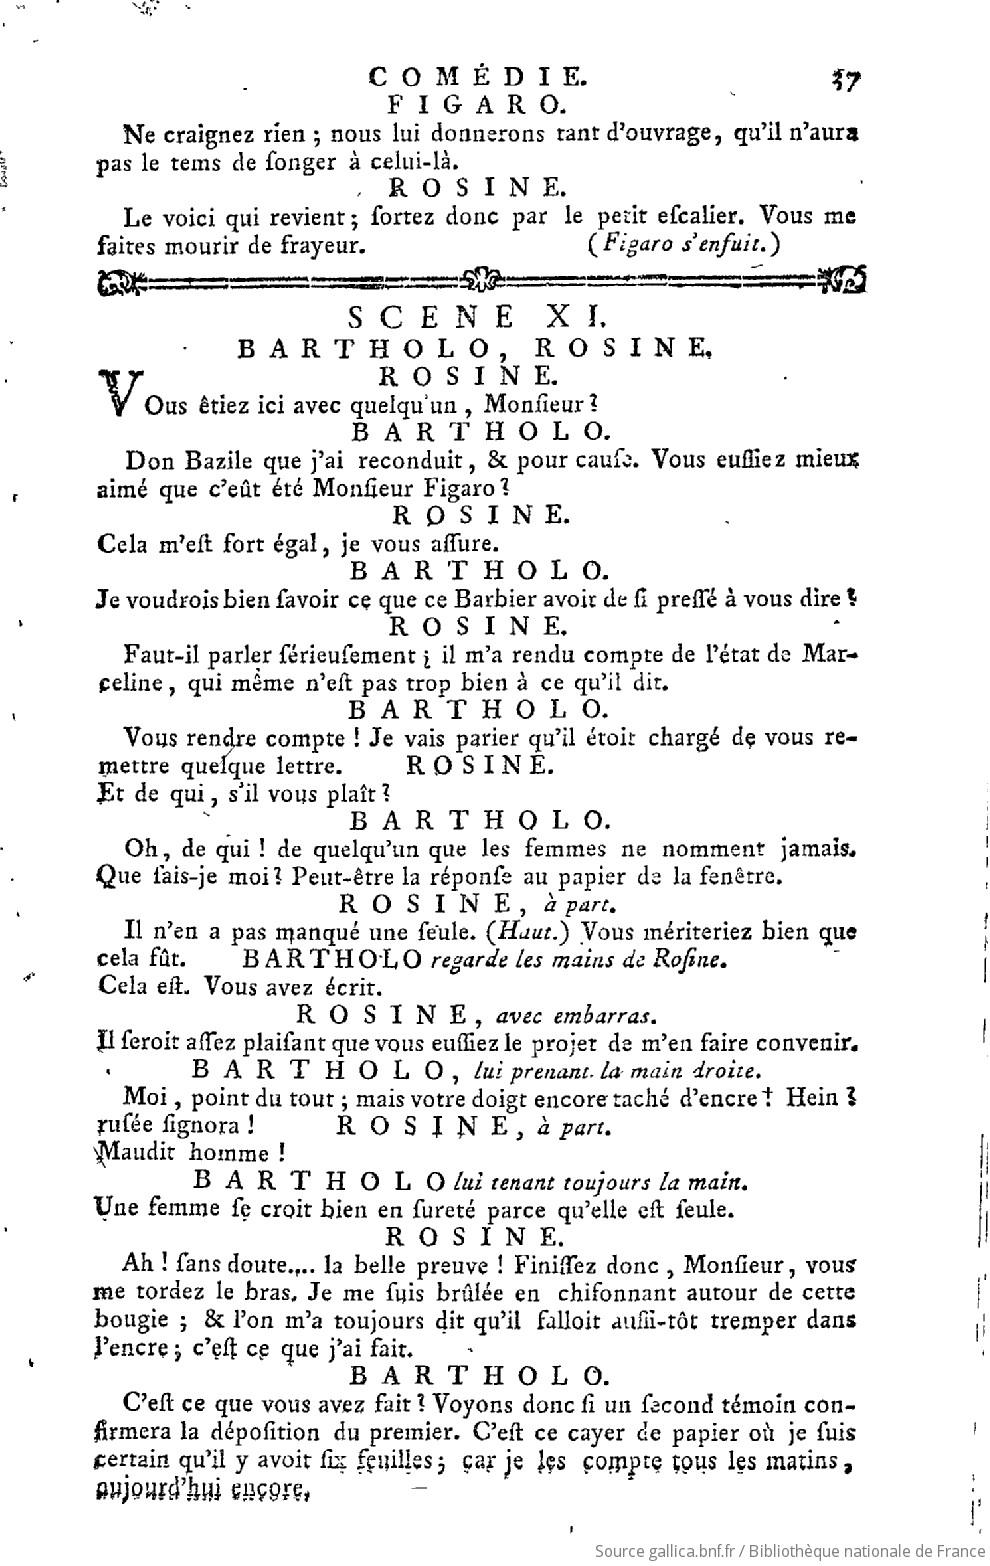 COMÉDIE. 37
FIGARO.
Ne craignez rien ; nous lui donnerons tant d'ouvrage, qu'il n'aura
pas le tems de ſonger à celui-là.
ROSINE.
Le voici qui revient ; ſortez donc par le petit eſcalier. Vous me
faites mourir de frayeur. (Figaro s'enfuit.)
SCENE XI.
BARTHOLO, ROSINE.
ROSINE.
VOus êtiez ici avec quelqu'un, Monſieur ?
BARTHOLO.
Don Bazile que j'ai reconduit, & pour cauſe. Vous euſſiez mieux
aimé que c'eût été Monſieur Figaro ?
ROSINE.
Cela m'eſt fort égal, je vous aſſure.
BARTHOLO.
Je voudrois bien ſavoir ce que ce Barbier avoit de ſi preſſé à vous dire ?
ROSINE.
Faut-il parler ſérieuſement ; il m'a rendu compte de l'état de Mar-
celine, qui même n'eſt pas trop bien à ce qu'il dit.
BARTHOLO.
Vous rendre compte ! Je vais parier qu'il étoit chargé de vous re-
mettre quelque lettre. ROSINE.
Et de qui, s'il vous plaît ?
BARTHOLO.
Oh, de qui ! de quelqu'un que les femmes ne nomment jamais.
Que ſais-je moi ? Peut-être la réponſe au papier de la fenêtre.
ROSINE, à part.
Il n'en a pas manqué une ſeule. (Haut.) Vous mériteriez bien que
cela fût. BARTHOLO regarde les mains de Roſine.
Cela eſt. Vous avez écrit.
ROSINE, avec embarras.
Il ſeroit aſſez plaiſant que vous euſſiez le projet de m'en faire convenir.
BARTHOLO, lui prenant la main droite.
Moi, point du tout ; mais votre doigt encore taché d'encre ! Hein ?
ruſée ſignora ! ROSINE, à part.
Maudit homme !
BARTHOLO lui tenant toujours la main.
Une femme ſe croit bien en ſureté parce qu'elle eſt ſeule.
ROSINE.
Ah ! ſans doute.... la belle preuve ! Finiſſez donc, Monſieur, vous
me tordez le bras. Je me ſuis brûlée en chifonnant autour de cette
bougie ; & l'on m'a toujours dit qu'il falloit auſſi-tôt tremper dans
l'encre ; c'eſt ce que j'ai fait.
BARTHOLO.
C'eſt ce que vous avez fait ? Voyons donc ſi un ſecond témoin con-
firmera la dépoſition du premier. C'eſt ce cayer de papier où je ſuis
certain qu'il y avoit ſix feuilles ; car je les compte tous les matins,
aujourd'hui encore.
Source gallica.bnf.fr / Bibliothèque nationale de France